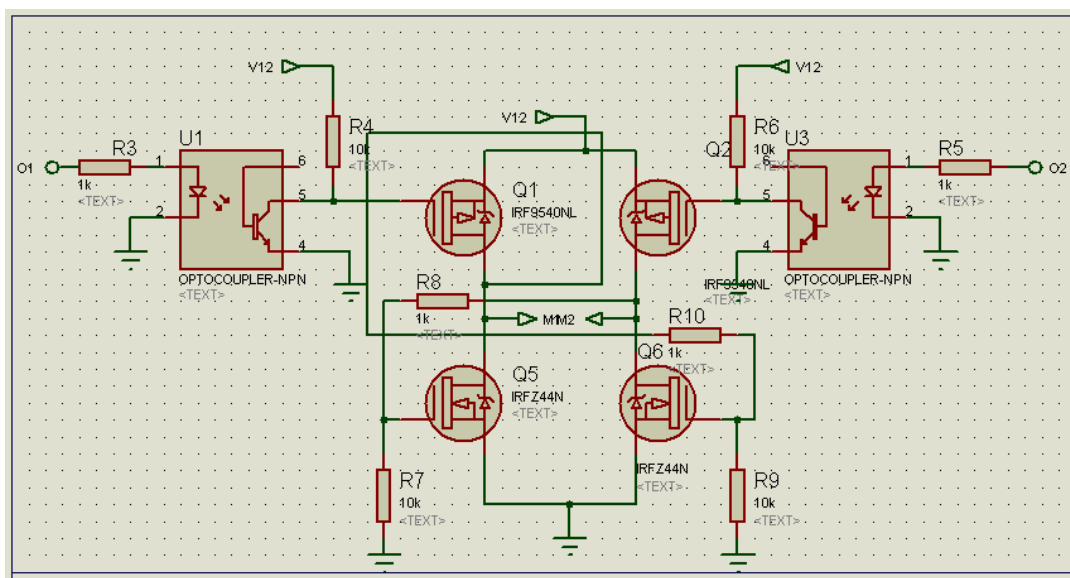 V12
V12
V12
R4
10k
<TEXT>
R6
10k
<TEXT>
Q2
U1
U3
R3
1k
<TEXT>
R5
1k
<TEXT>
O1
O2
1
2
6
5
4
6
5
4
1
2
Q1
IRF9540NL
<TEXT>
OPTOCOUPLER-NPN
<TEXT>
IRF9540NL
<TEXT>
OPTOCOUPLER-NPN
<TEXT>
R8
1k
<TEXT>
M1M2
R10
1k
<TEXT>
Q5
IRFZ44N
<TEXT>
Q6
IRFZ44N
<TEXT>
R7
10k
<TEXT>
R9
10k
<TEXT>